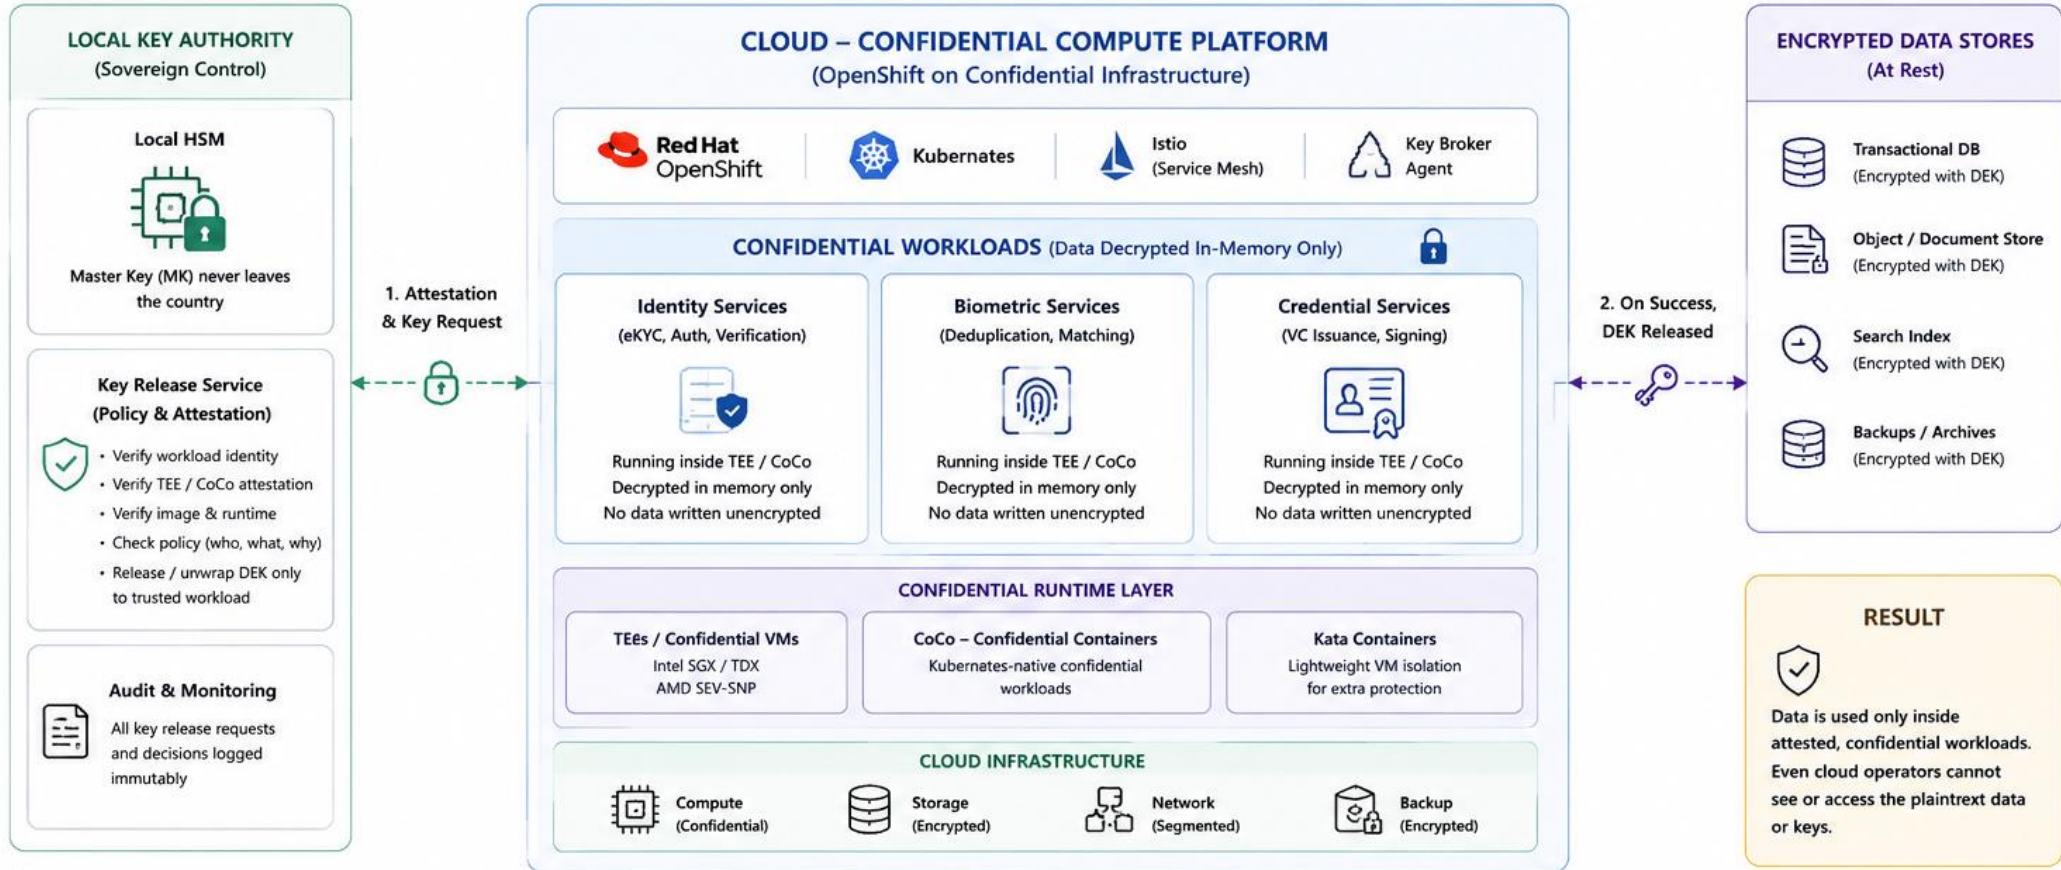 LOCAL KEY AUTHORITY
(Sovereign Control)
Local HSM
Master Key (MK) never leaves
the country
Key Release Service
(Policy & Attestation)
• Verify workload identity
• Verify TEE / CoCo attestation
• Verify image & runtime
• Check policy (who, what, why)
• Release / unwrap DEK only
to trusted workload
Audit & Monitoring
All key release requests
and decisions logged
immutably
1. Attestation
& Key Request
CLOUD – CONFIDENTIAL COMPUTE PLATFORM
(OpenShift on Confidential Infrastructure)
Red Hat
OpenShift
Kubernetes
Istio
(Service Mesh)
Key Broker
Agent
CONFIDENTIAL WORKLOADS (Data Decrypted In-Memory Only)
Identity Services
(eKYC, Auth, Verification)
Running inside TEE / CoCo
Decrypted in memory only
No data written unencrypted
Biometric Services
(Deduplication, Matching)
Running inside TEE / CoCo
Decrypted in memory only
No data written unencrypted
Credential Services
(VC Issuance, Signing)
Running inside TEE / CoCo
Decrypted in memory only
No data written unencrypted
CONFIDENTIAL RUNTIME LAYER
TEEs / Confidential VMs
Intel SGX / TDX
AMD SEV-SNP
CoCo – Confidential Containers
Kubernetes-native confidential
workloads
Kata Containers
Lightweight VM isolation
for extra protection
CLOUD INFRASTRUCTURE
Compute
(Confidential)
Storage
(Encrypted)
Network
(Segmented)
Backup
(Encrypted)
2. On Success,
DEK Released
ENCRYPTED DATA STORES
(At Rest)
Transactional DB
(Encrypted with DEK)
Object / Document Store
(Encrypted with DEK)
Search Index
(Encrypted with DEK)
Backups / Archives
(Encrypted with DEK)
RESULT
Data is used only inside
attested, confidential workloads.
Even cloud operators cannot
see or access the plaintrext data
or keys.